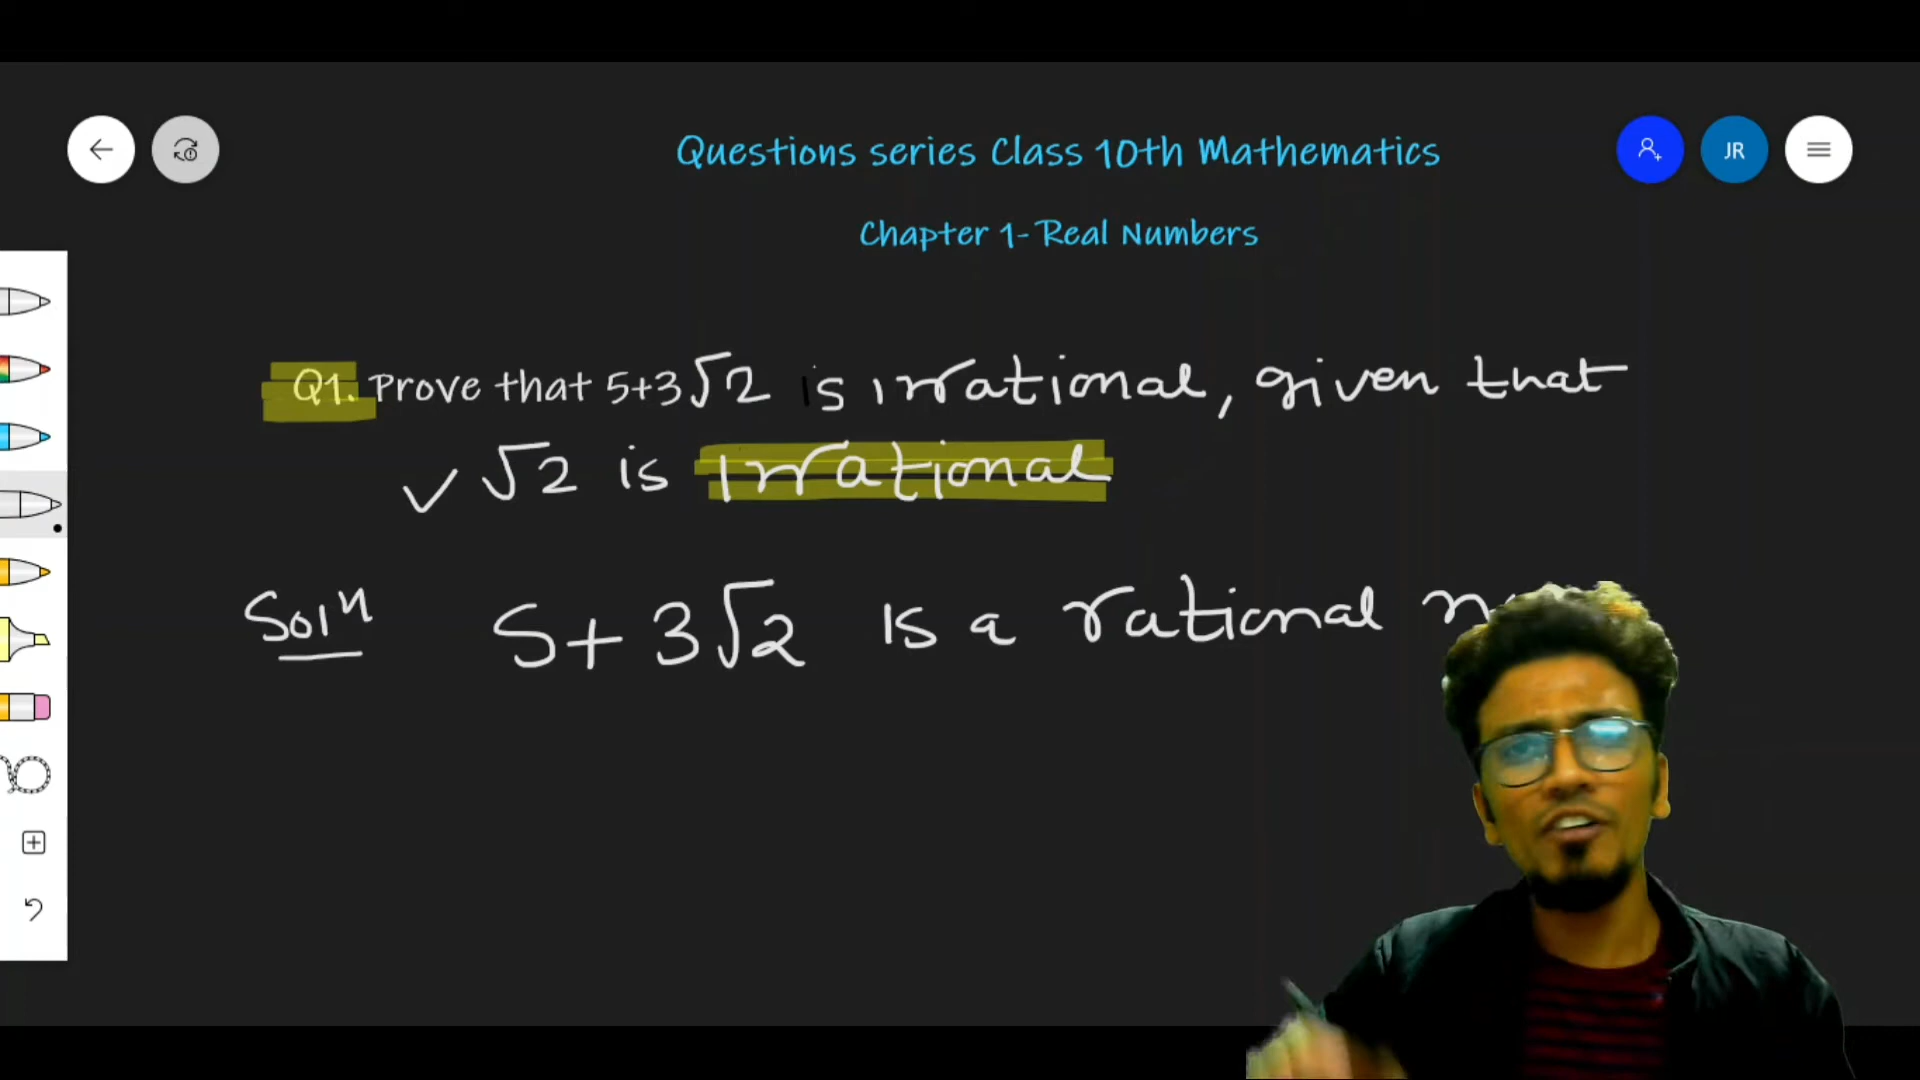 JR
Questions series Class 10th Mathematics
Chapter 1- Real Numbers
Q1. Prove that 5+3√2 is irrational, given that
✓ √2 is irrational
Soln 5+3√2 is a rational